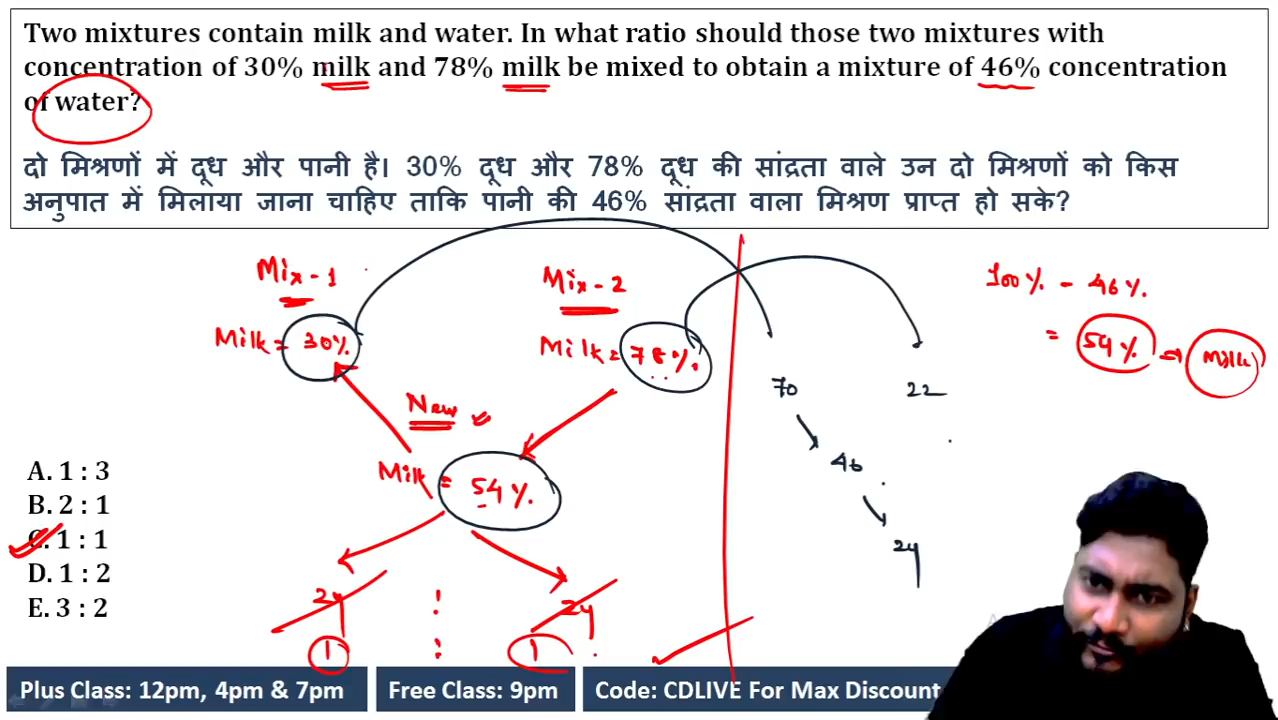 Two mixtures contain milk and water. In what ratio should those two mixtures with
concentration of 30% milk and 78% milk be mixed to obtain a mixture of 46% concentration
of water?
दो मिश्रणों में दूध और पानी है। 30% दूध और 78% दूध की सांद्रता वाले उन दो मिश्रणों को किस
अनुपात में मिलाया जाना चाहिए ताकि पानी की 46% सांद्रता वाला मिश्रण प्राप्त हो सके?
Mix-1
Milk = 30%
Mix-2
Milk = 78%
New
Milk = 54%
24 : 24
1 : 1
70 22
46
24
100% - 46%
= 54% ⇒ Milk
A. 1 : 3
B. 2 : 1
C. 1 : 1
D. 1 : 2
E. 3 : 2
Plus Class: 12pm, 4pm & 7pm
Free Class: 9pm
Code: CDLIVE For Max Discount